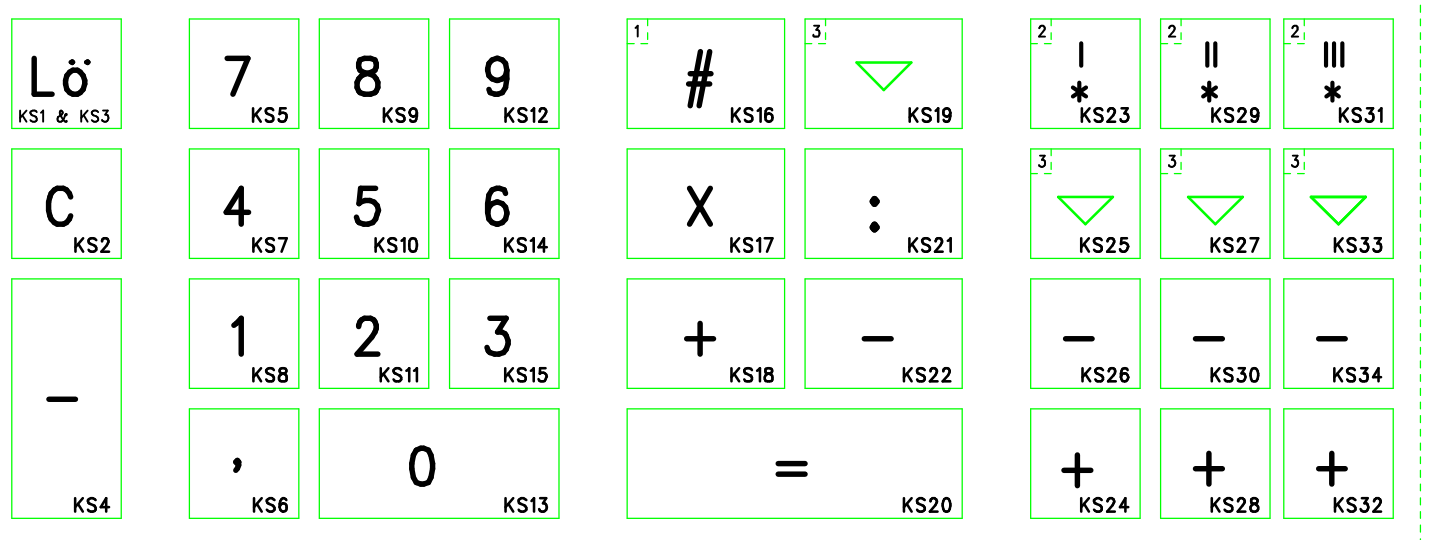 Lö 7 8 9 1 # 3 2 I 2 II 2 III
* * *
KS1 & KS3 KS5 KS9 KS12 KS16 KS19 KS23 KS29 KS31
3 3 3
C 4 5 6 X :
KS2 KS7 KS10 KS14 KS17 KS21 KS25 KS27 KS33
1 2 3 + − − − −
KS8 KS11 KS15 KS18 KS22 KS26 KS30 KS34
−
, 0 = + + +
KS4 KS6 KS13 KS20 KS24 KS28 KS32